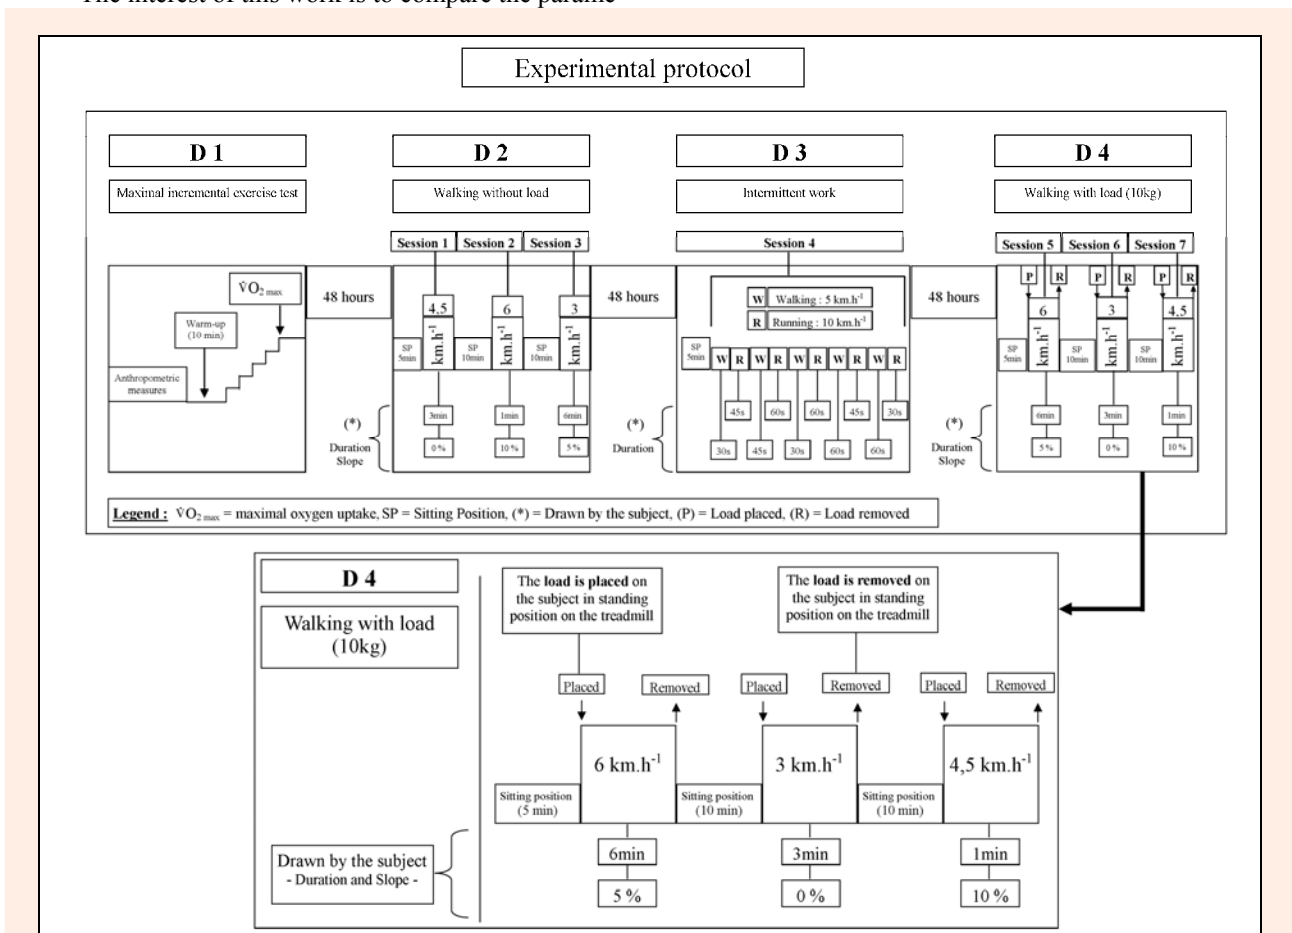 The interest of this work is to compare the parame-
Experimental protocol
D 1
Maximal incremental exercise test
D 2
Walking without load
D 3
Intermittent work
D 4
Walking with load (10kg)
Session 1 Session 2 Session 3
Session 4
Session 5 Session 6 Session 7
V̇O2 max
Warm-up
(10 min)
Anthropometric
measures
48 hours
SP
5min
4,5
km.h-1
SP
10min
6
km.h-1
SP
10min
3
km.h-1
(*)
Duration
Slope
3min 1min 6min
0 % 10 % 5 %
48 hours
W Walking : 5 km.h-1
R Running : 10 km.h-1
SP
5min
W R W R W R W R W R
(*)
Duration
45s 60s 60s 45s 30s
30s 45s 30s 60s 60s
48 hours
P R P R P R
SP
5min
6
km.h-1
SP
10min
3
km.h-1
SP
10min
4,5
km.h-1
(*)
Duration
Slope
6min 3min 1min
5 % 0 % 10 %
Legend : V̇O2 max = maximal oxygen uptake, SP = Sitting Position, (*) = Drawn by the subject, (P) = Load placed, (R) = Load removed
D 4
Walking with load
(10kg)
The load is placed on
the subject in standing
position on the treadmill
The load is removed on
the subject in standing
position on the treadmill
Placed Removed Placed Removed Placed Removed
6 km.h-1 3 km.h-1 4,5 km.h-1
Sitting position
(5 min)
Sitting position
(10 min)
Sitting position
(10 min)
Drawn by the subject
- Duration and Slope -
6min 3min 1min
5 % 0 % 10 %